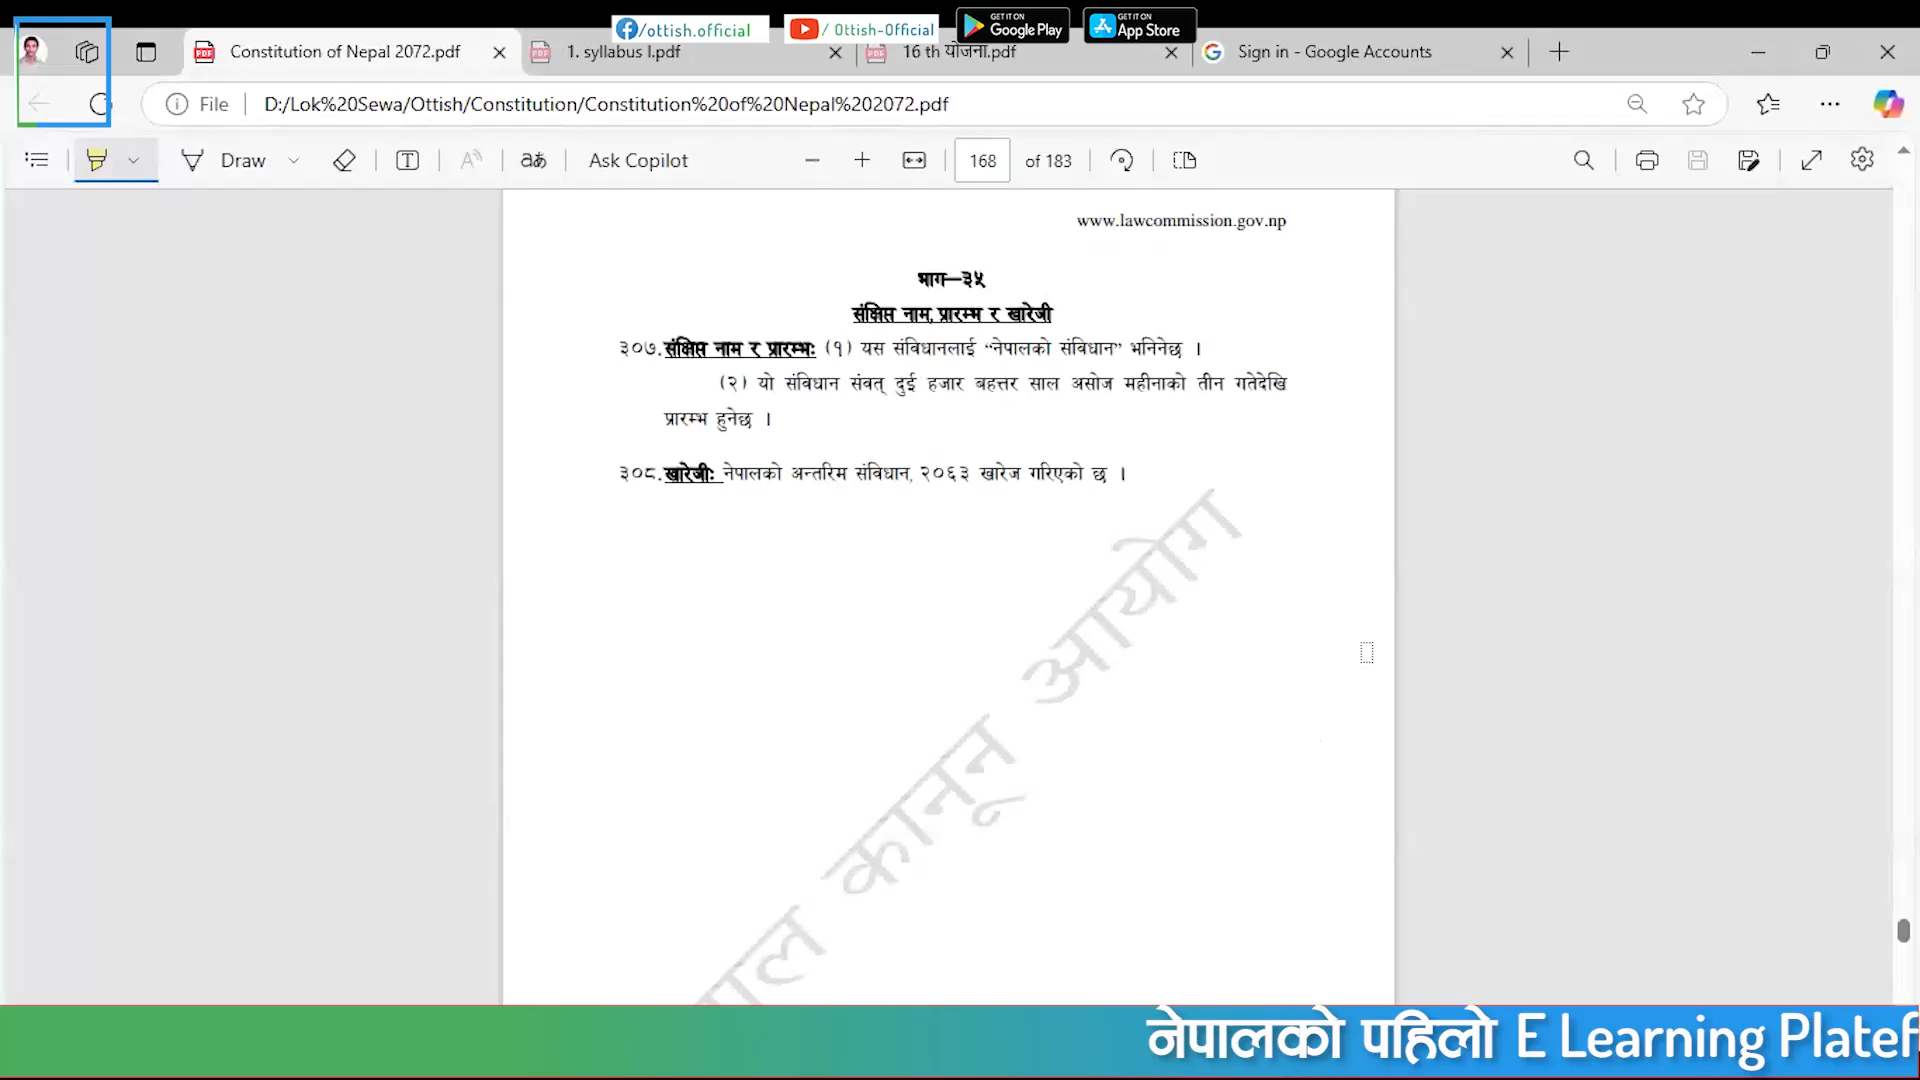 /ottish.official
/ Ottish-Official
GET IT ON
Google Play
GET IT ON
App Store
Constitution of Nepal 2072.pdf
1. syllabus I.pdf
16 th योजना.pdf
Sign in - Google Accounts
File
D:/Lok%20Sewa/Ottish/Constitution/Constitution%20of%20Nepal%202072.pdf
Draw
Ask Copilot
168
of 183
www.lawcommission.gov.np
भाग—३५
संक्षिप्त नाम, प्रारम्भ र खारेजी
३०७. संक्षिप्त नाम र प्रारम्भः (१) यस संविधानलाई “नेपालको संविधान” भनिनेछ ।
(२) यो संविधान संवत् दुई हजार बहत्तर साल असोज महीनाको तीन गतेदेखि
प्रारम्भ हुनेछ ।
३०८. खारेजीः नेपालको अन्तरिम संविधान, २०६३ खारेज गरिएको छ ।
कानून आयोग
नेपालको पहिलो E Learning Platef